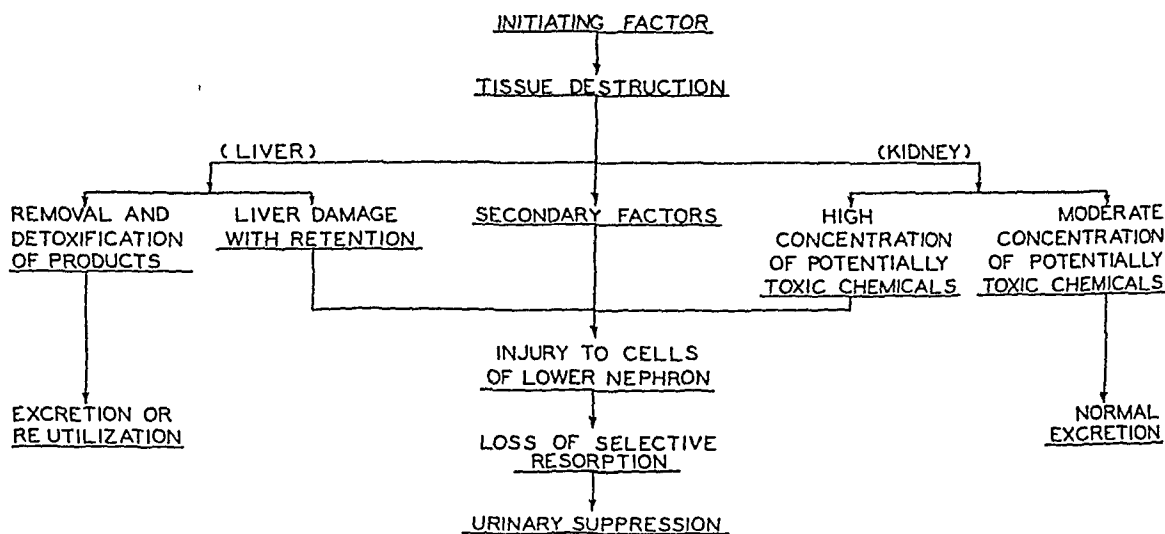 INITIATING FACTOR
TISSUE DESTRUCTION
(LIVER)
(KIDNEY)
REMOVAL AND
DETOXIFICATION
OF PRODUCTS
LIVER DAMAGE
WITH RETENTION
SECONDARY FACTORS
HIGH
CONCENTRATION
OF POTENTIALLY
TOXIC CHEMICALS
MODERATE
CONCENTRATION
OF POTENTIALLY
TOXIC CHEMICALS
INJURY TO CELLS
OF LOWER NEPHRON
EXCRETION OR
REUTILIZATION
NORMAL
EXCRETION
LOSS OF SELECTIVE
RESORPTION
URINARY SUPPRESSION